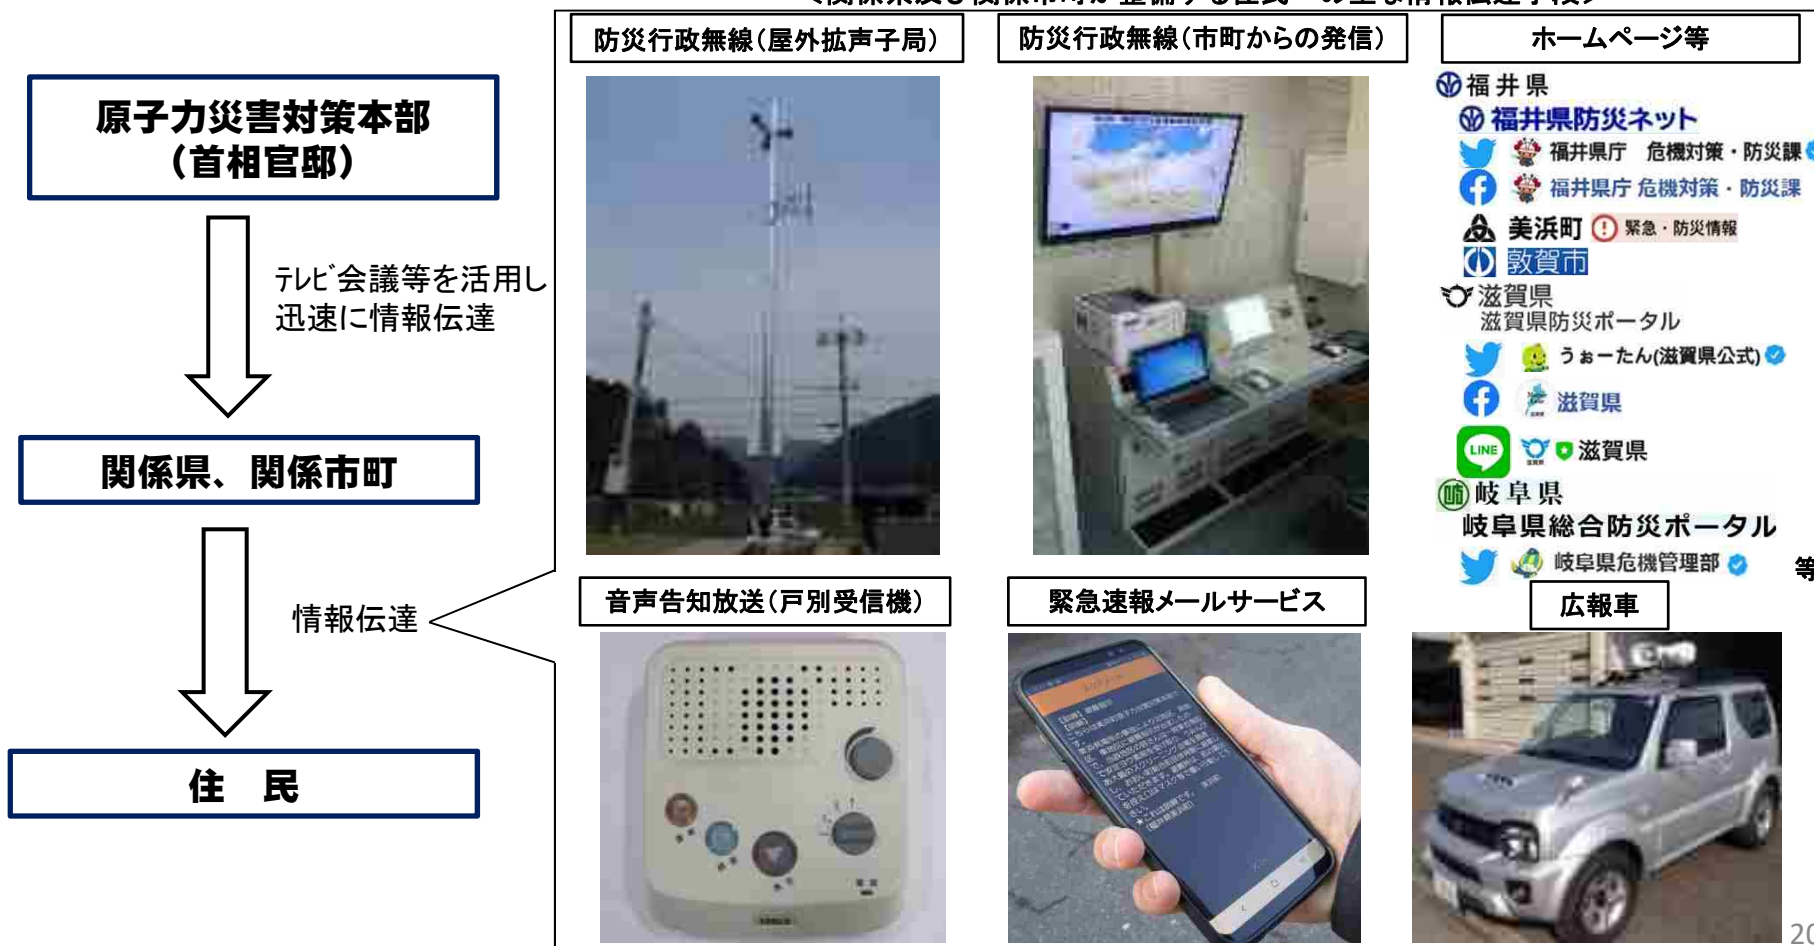 原子力災害対策本部
（首相官邸）
テレビ会議等を活用し
迅速に情報伝達
関係県、関係市町
情報伝達
住　民
防災行政無線（屋外拡声子局）
防災行政無線（市町からの発信）
ホームページ等
福井県
福井県防災ネット
福井県庁　危機対策・防災課
福井県庁 危機対策・防災課
美浜町 緊急・防災情報
敦賀市
滋賀県
滋賀県防災ポータル
うぉーたん(滋賀県公式)
滋賀県
LINE 滋賀県
岐阜県
岐阜県総合防災ポータル
岐阜県危機管理部
等
音声告知放送（戸別受信機）
緊急速報メールサービス
広報車
20